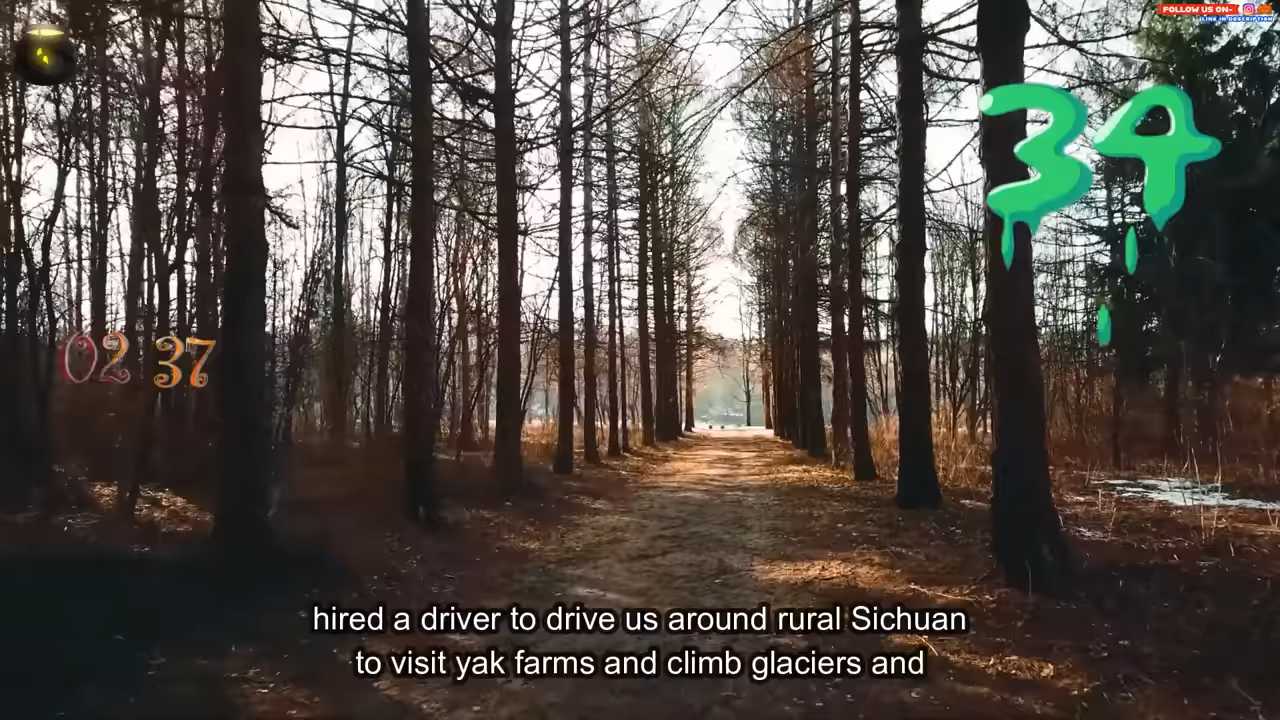 FOLLOW US ON-
LINK IN DESCRIPTION
34
02 37
hired a driver to drive us around rural Sichuan
to visit yak farms and climb glaciers and